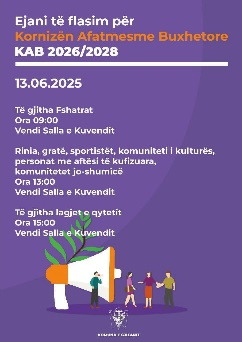 Ejani të flasim për
Kornizën Afatmesme Buxhetore
KAB 2026/2028
13.06.2025
Të gjitha Fshatrat
Ora 09:00
Vendi Salla e Kuvendit
Rinia, gratë, sportistët, komuniteti i kulturës,
personat me aftësi të kufizuara,
komunitetet jo-shumicë
Ora 13:00
Vendi Salla e Kuvendit
Të gjitha lagjet e qytetit
Ora 15:00
Vendi Salla e Kuvendit